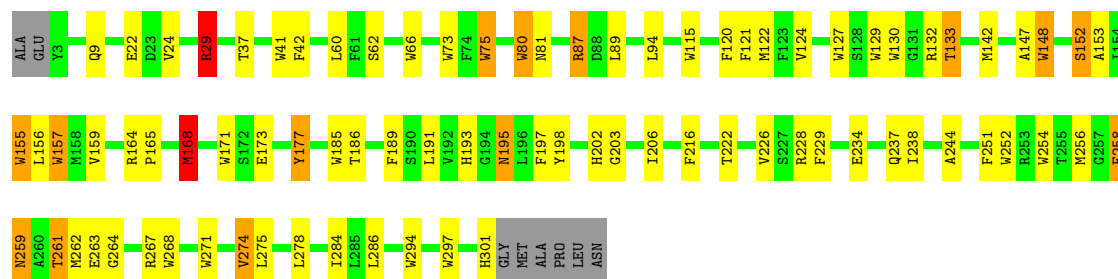 ALA GLU Y3 Q9 E22 D23 V24 R29 T37 W41 F42 L60 F61 S62 W66 W73 F74 W75 W80 N81 R87 D88 L89 L94 W115 F120 F121 M122 F123 V124 W127 S128 W129 W130 G131 R132 T133 M142 A147 W148 S152 A153 I154
W155 L156 W157 M158 V159 R164 P165 M168 W171 S172 E173 Y177 W185 T186 F189 S190 L191 V192 H193 G194 N195 L196 F197 Y198 H202 G203 I206 F216 T222 V226 S227 R228 F229 E234 Q237 I238 A244 F251 W252 R253 W254 T255 M256 G257
N259 A260 T261 M262 E263 G264 R267 W268 W271 V274 L275 L278 I284 L285 L286 W294 W297 H301 GLY MET ALA PRO LEU ASN